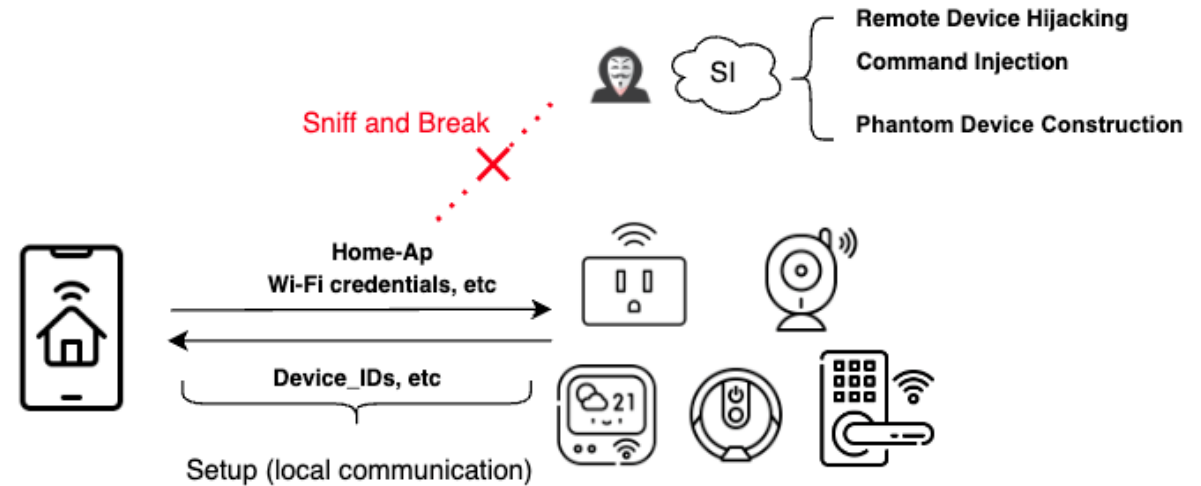 Remote Device Hijacking
SI
Command Injection
Phantom Device Construction
Sniff and Break
Home-Ap
Wi-Fi credentials, etc
Device_IDs, etc
21
Setup (local communication)